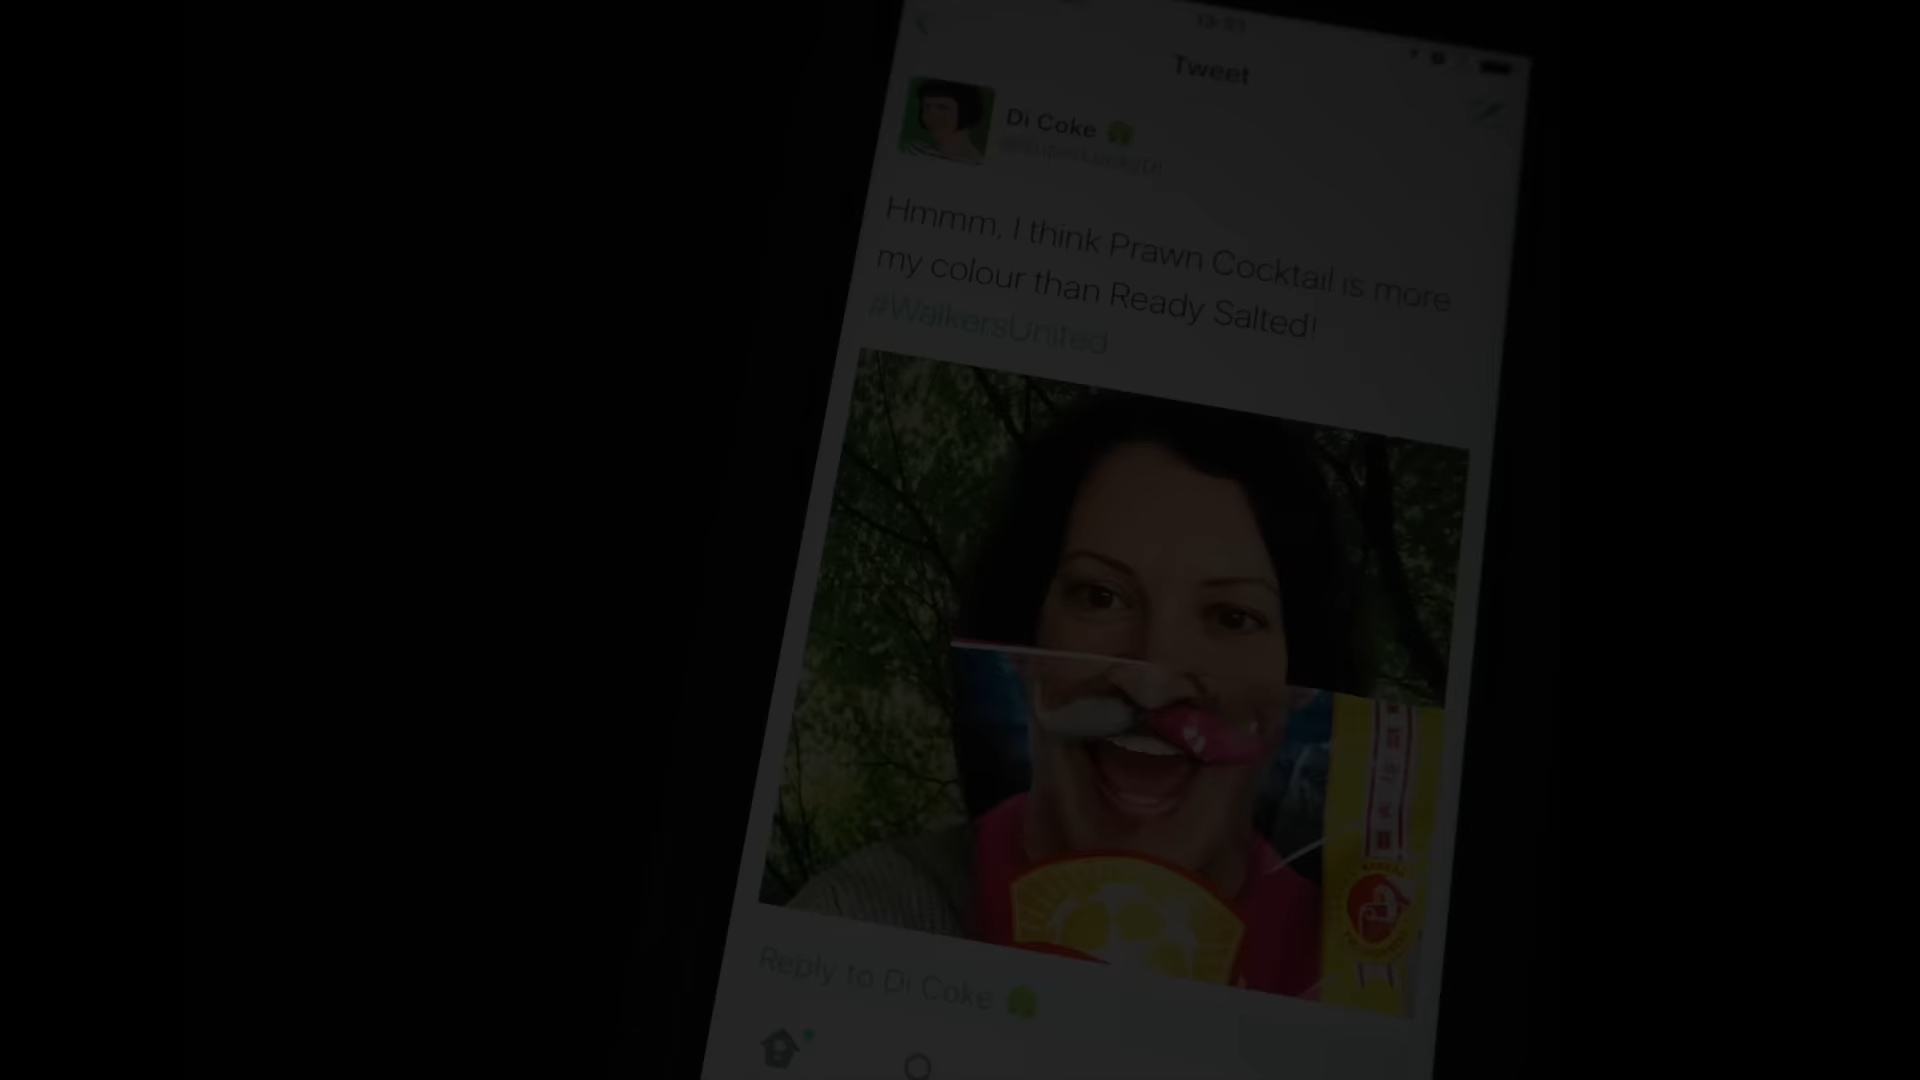 Tweet
Di Coke
@SuperLuckyDi
Hmmm, I think Prawn Cocktail is more
my colour than Ready Salted!
#WalkersUnited
Reply to Di Coke